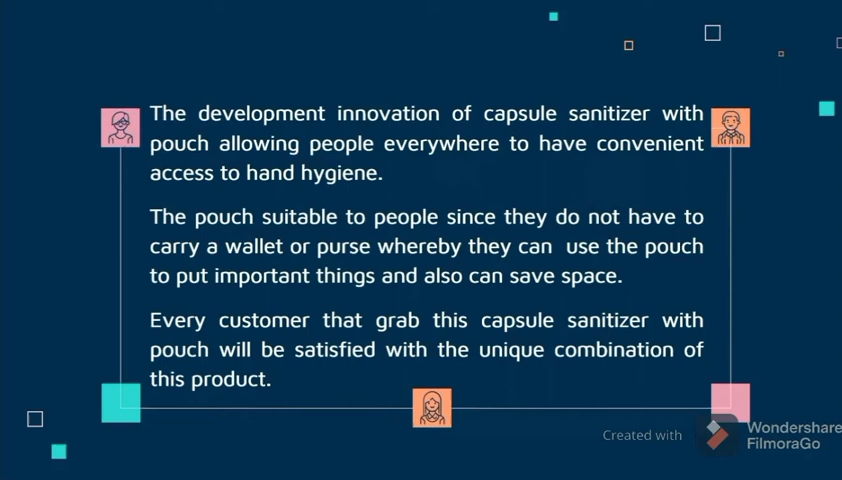 The development innovation of capsule sanitizer with
pouch allowing people everywhere to have convenient
access to hand hygiene.
The pouch suitable to people since they do not have to
carry a wallet or purse whereby they can use the pouch
to put important things and also can save space.
Every customer that grab this capsule sanitizer with
pouch will be satisfied with the unique combination of
this product.
Created with
Wondershare
FilmoraGo